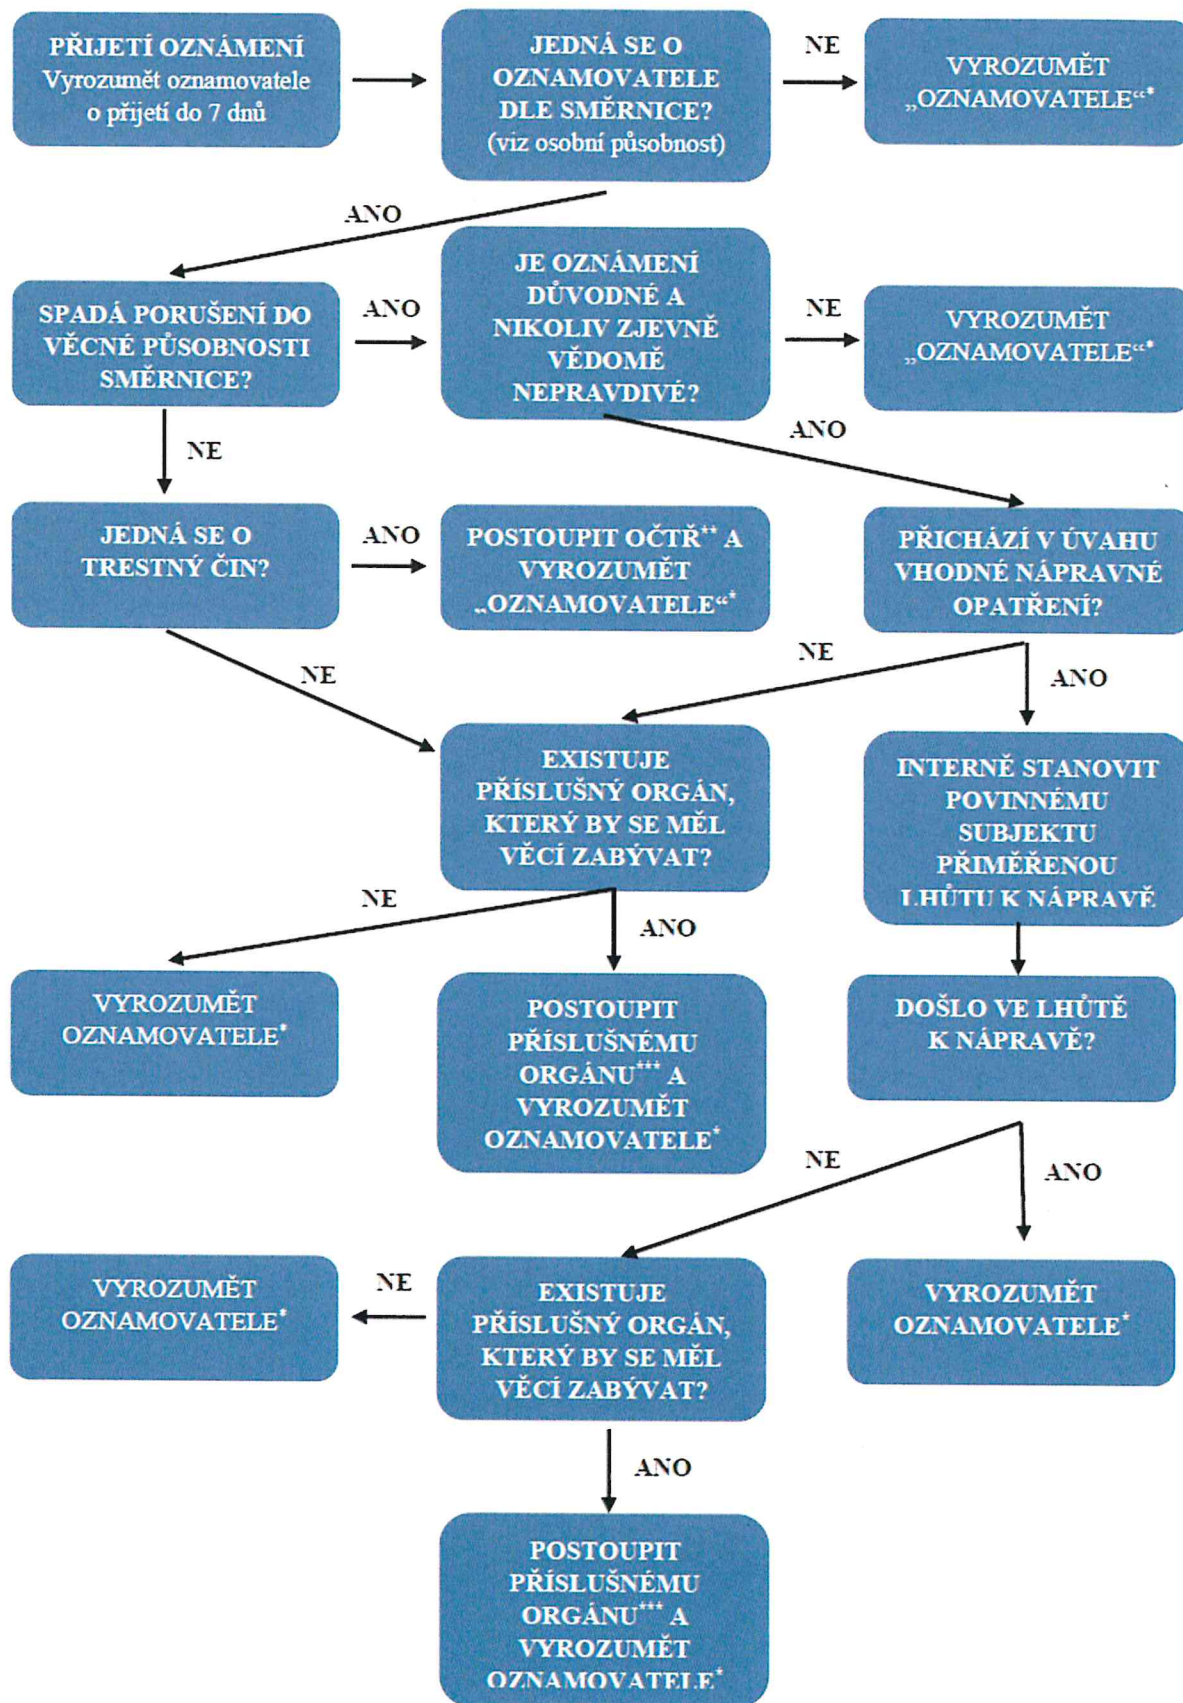 PŘIJETÍ OZNÁMENÍ
Vyrozumět oznamovatele
o přijetí do 7 dnů
JEDNÁ SE O
OZNAMOVATELE
DLE SMĚRNICE?
(viz osobní působnost)
NE
VYROZUMĚT
„OZNAMOVATELE“*
ANO
SPADÁ PORUŠENÍ DO
VĚCNÉ PŮSOBNOSTI
SMĚRNICE?
ANO
JE OZNÁMENÍ
DŮVODNÉ A
NIKOLIV ZJEVNĚ
VĚDOMĚ
NEPRAVDIVÉ?
NE
VYROZUMĚT
„OZNAMOVATELE“*
NE
ANO
JEDNÁ SE O
TRESTNÝ ČIN?
ANO
POSTOUPIT OČTŘ** A
VYROZUMĚT
„OZNAMOVATELE“*
PŘICHÁZÍ V ÚVAHU
VHODNÉ NÁPRAVNÉ
OPATŘENÍ?
NE
NE
ANO
EXISTUJE
PŘÍSLUŠNÝ ORGÁN,
KTERÝ BY SE MĚL
VĚCÍ ZABÝVAT?
INTERNĚ STANOVIT
POVINNÉMU
SUBJEKTU
PŘIMĚŘENOU
LHŮTU K NÁPRAVĚ
NE
ANO
VYROZUMĚT
OZNAMOVATELE*
POSTOUPIT
PŘÍSLUŠNÉMU
ORGÁNU*** A
VYROZUMĚT
OZNAMOVATELE*
DOŠLO VE LHŮTĚ
K NÁPRAVĚ?
NE
ANO
VYROZUMĚT
OZNAMOVATELE*
NE
EXISTUJE
PŘÍSLUŠNÝ ORGÁN,
KTERÝ BY SE MĚL
VĚCÍ ZABÝVAT?
VYROZUMĚT
OZNAMOVATELE*
ANO
POSTOUPIT
PŘÍSLUŠNÉMU
ORGÁNU*** A
VYROZUMĚT
OZNAMOVATELE*